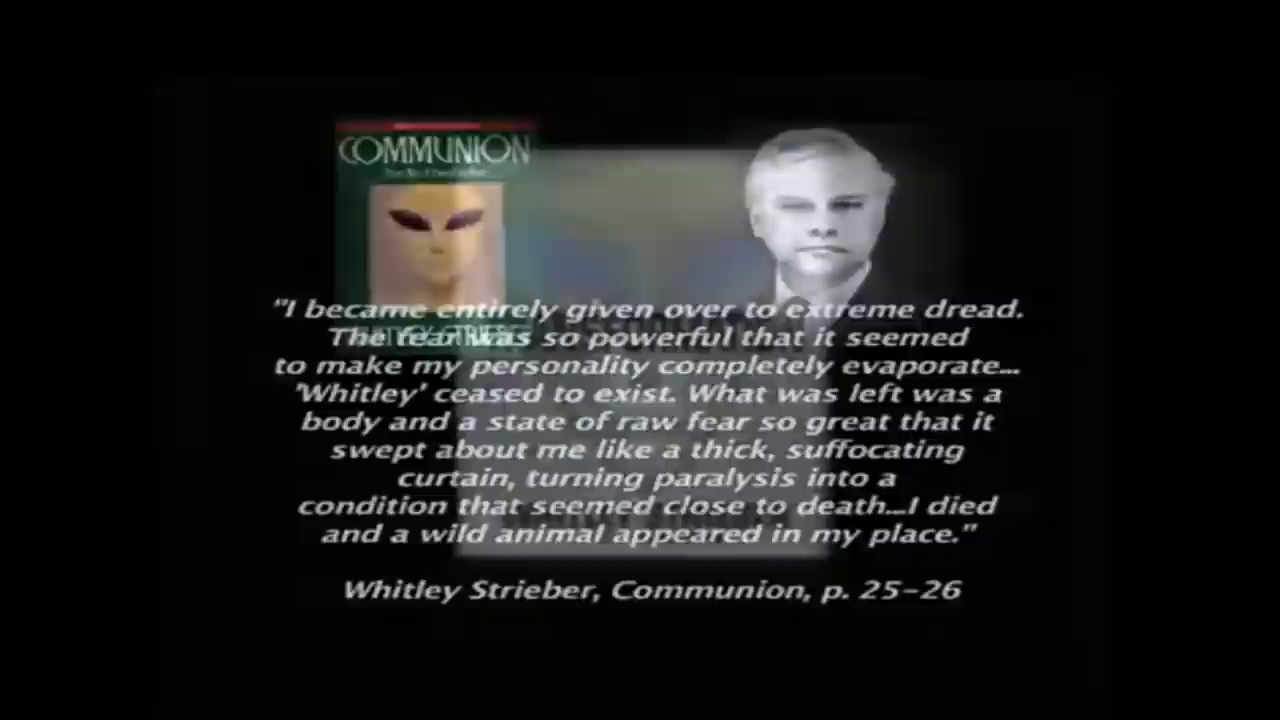 COMMUNION
"I became entirely given over to extreme dread.
The fear was so powerful that it seemed
to make my personality completely evaporate...
'Whitley' ceased to exist. What was left was a
body and a state of raw fear so great that it
swept about me like a thick, suffocating
curtain, turning paralysis into a
condition that seemed close to death...I died
and a wild animal appeared in my place."
Whitley Strieber, Communion, p. 25-26